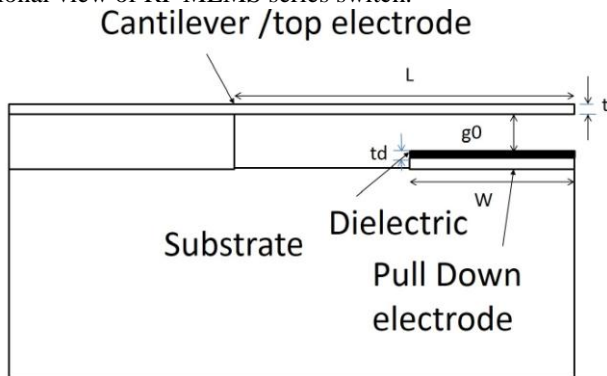 Cantilever /top electrode
L
t
g0
td
W
Dielectric
Substrate
Pull Down
electrode